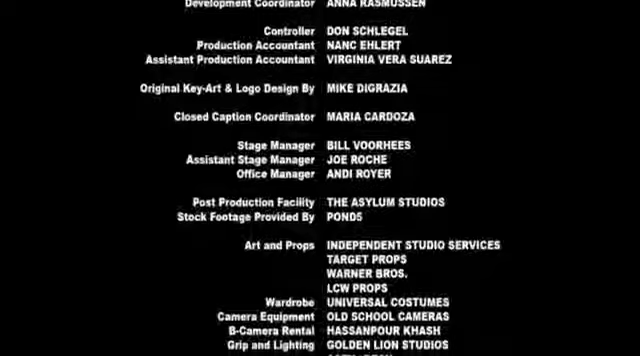 Development Coordinator ANNA RASMUSSEN
Controller DON SCHLEGEL
Production Accountant NANC EHLERT
Assistant Production Accountant VIRGINIA VERA SUAREZ
Original Key-Art & Logo Design By MIKE DIGRAZIA
Closed Caption Coordinator MARIA CARDOZA
Stage Manager BILL VOORHEES
Assistant Stage Manager JOE ROCHE
Office Manager ANDI ROYER
Post Production Facility THE ASYLUM STUDIOS
Stock Footage Provided By POND5
Art and Props INDEPENDENT STUDIO SERVICES
TARGET PROPS
WARNER BROS.
LCW PROPS
Wardrobe UNIVERSAL COSTUMES
Camera Equipment OLD SCHOOL CAMERAS
B-Camera Rental HASSANPOUR KHASH
Grip and Lighting GOLDEN LION STUDIOS